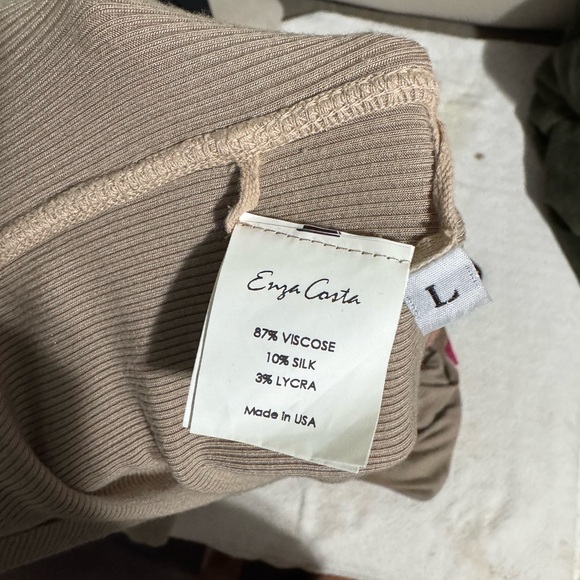 Enza Costa
87% VISCOSE
10% SILK
3% LYCRA
Made in USA
L